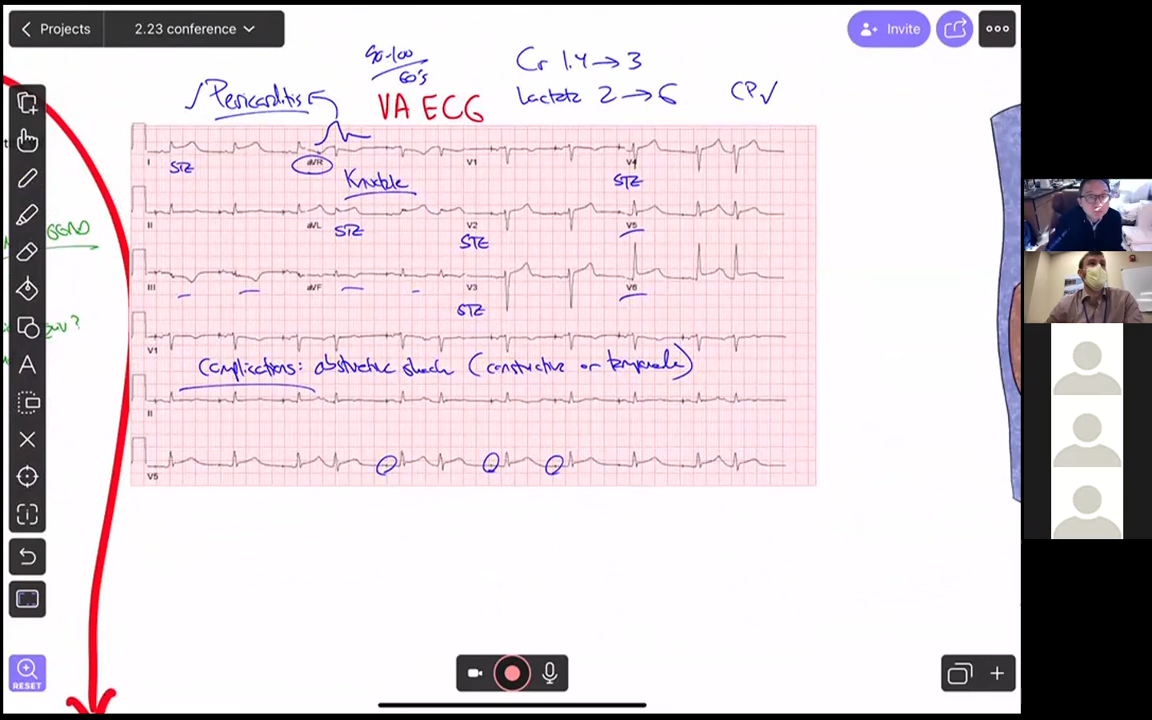 Projects
2.23 conference
Invite
90-100
60's
Cr 1.4 → 3
Pericarditis
VA ECG
lactate 2 → 6
CP✓
I
aVR
V1
V4
STE
STE
Knuckle
II
aVL
V2
V5
STE
STE
III
aVF
V3
V6
STE
V1
Complications: obstructive shock (constrictive or tamponade)
II
V5
RESET